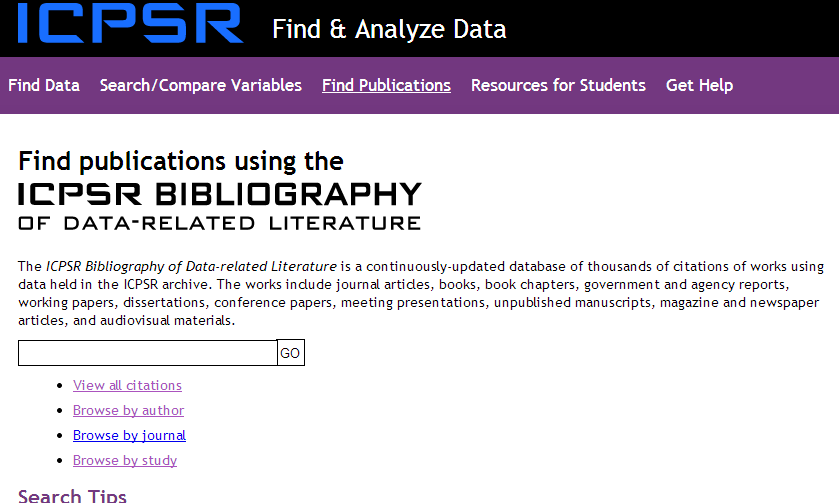 ICPSR Find & Analyze Data
Find Data Search/Compare Variables Find Publications Resources for Students Get Help
Find publications using the
ICPSR BIBLIOGRAPHY
OF DATA-RELATED LITERATURE
The ICPSR Bibliography of Data-related Literature is a continuously-updated database of thousands of citations of works using
data held in the ICPSR archive. The works include journal articles, books, book chapters, government and agency reports,
working papers, dissertations, conference papers, meeting presentations, unpublished manuscripts, magazine and newspaper
articles, and audiovisual materials.
GO
View all citations
Browse by author
Browse by journal
Browse by study
Search Tips